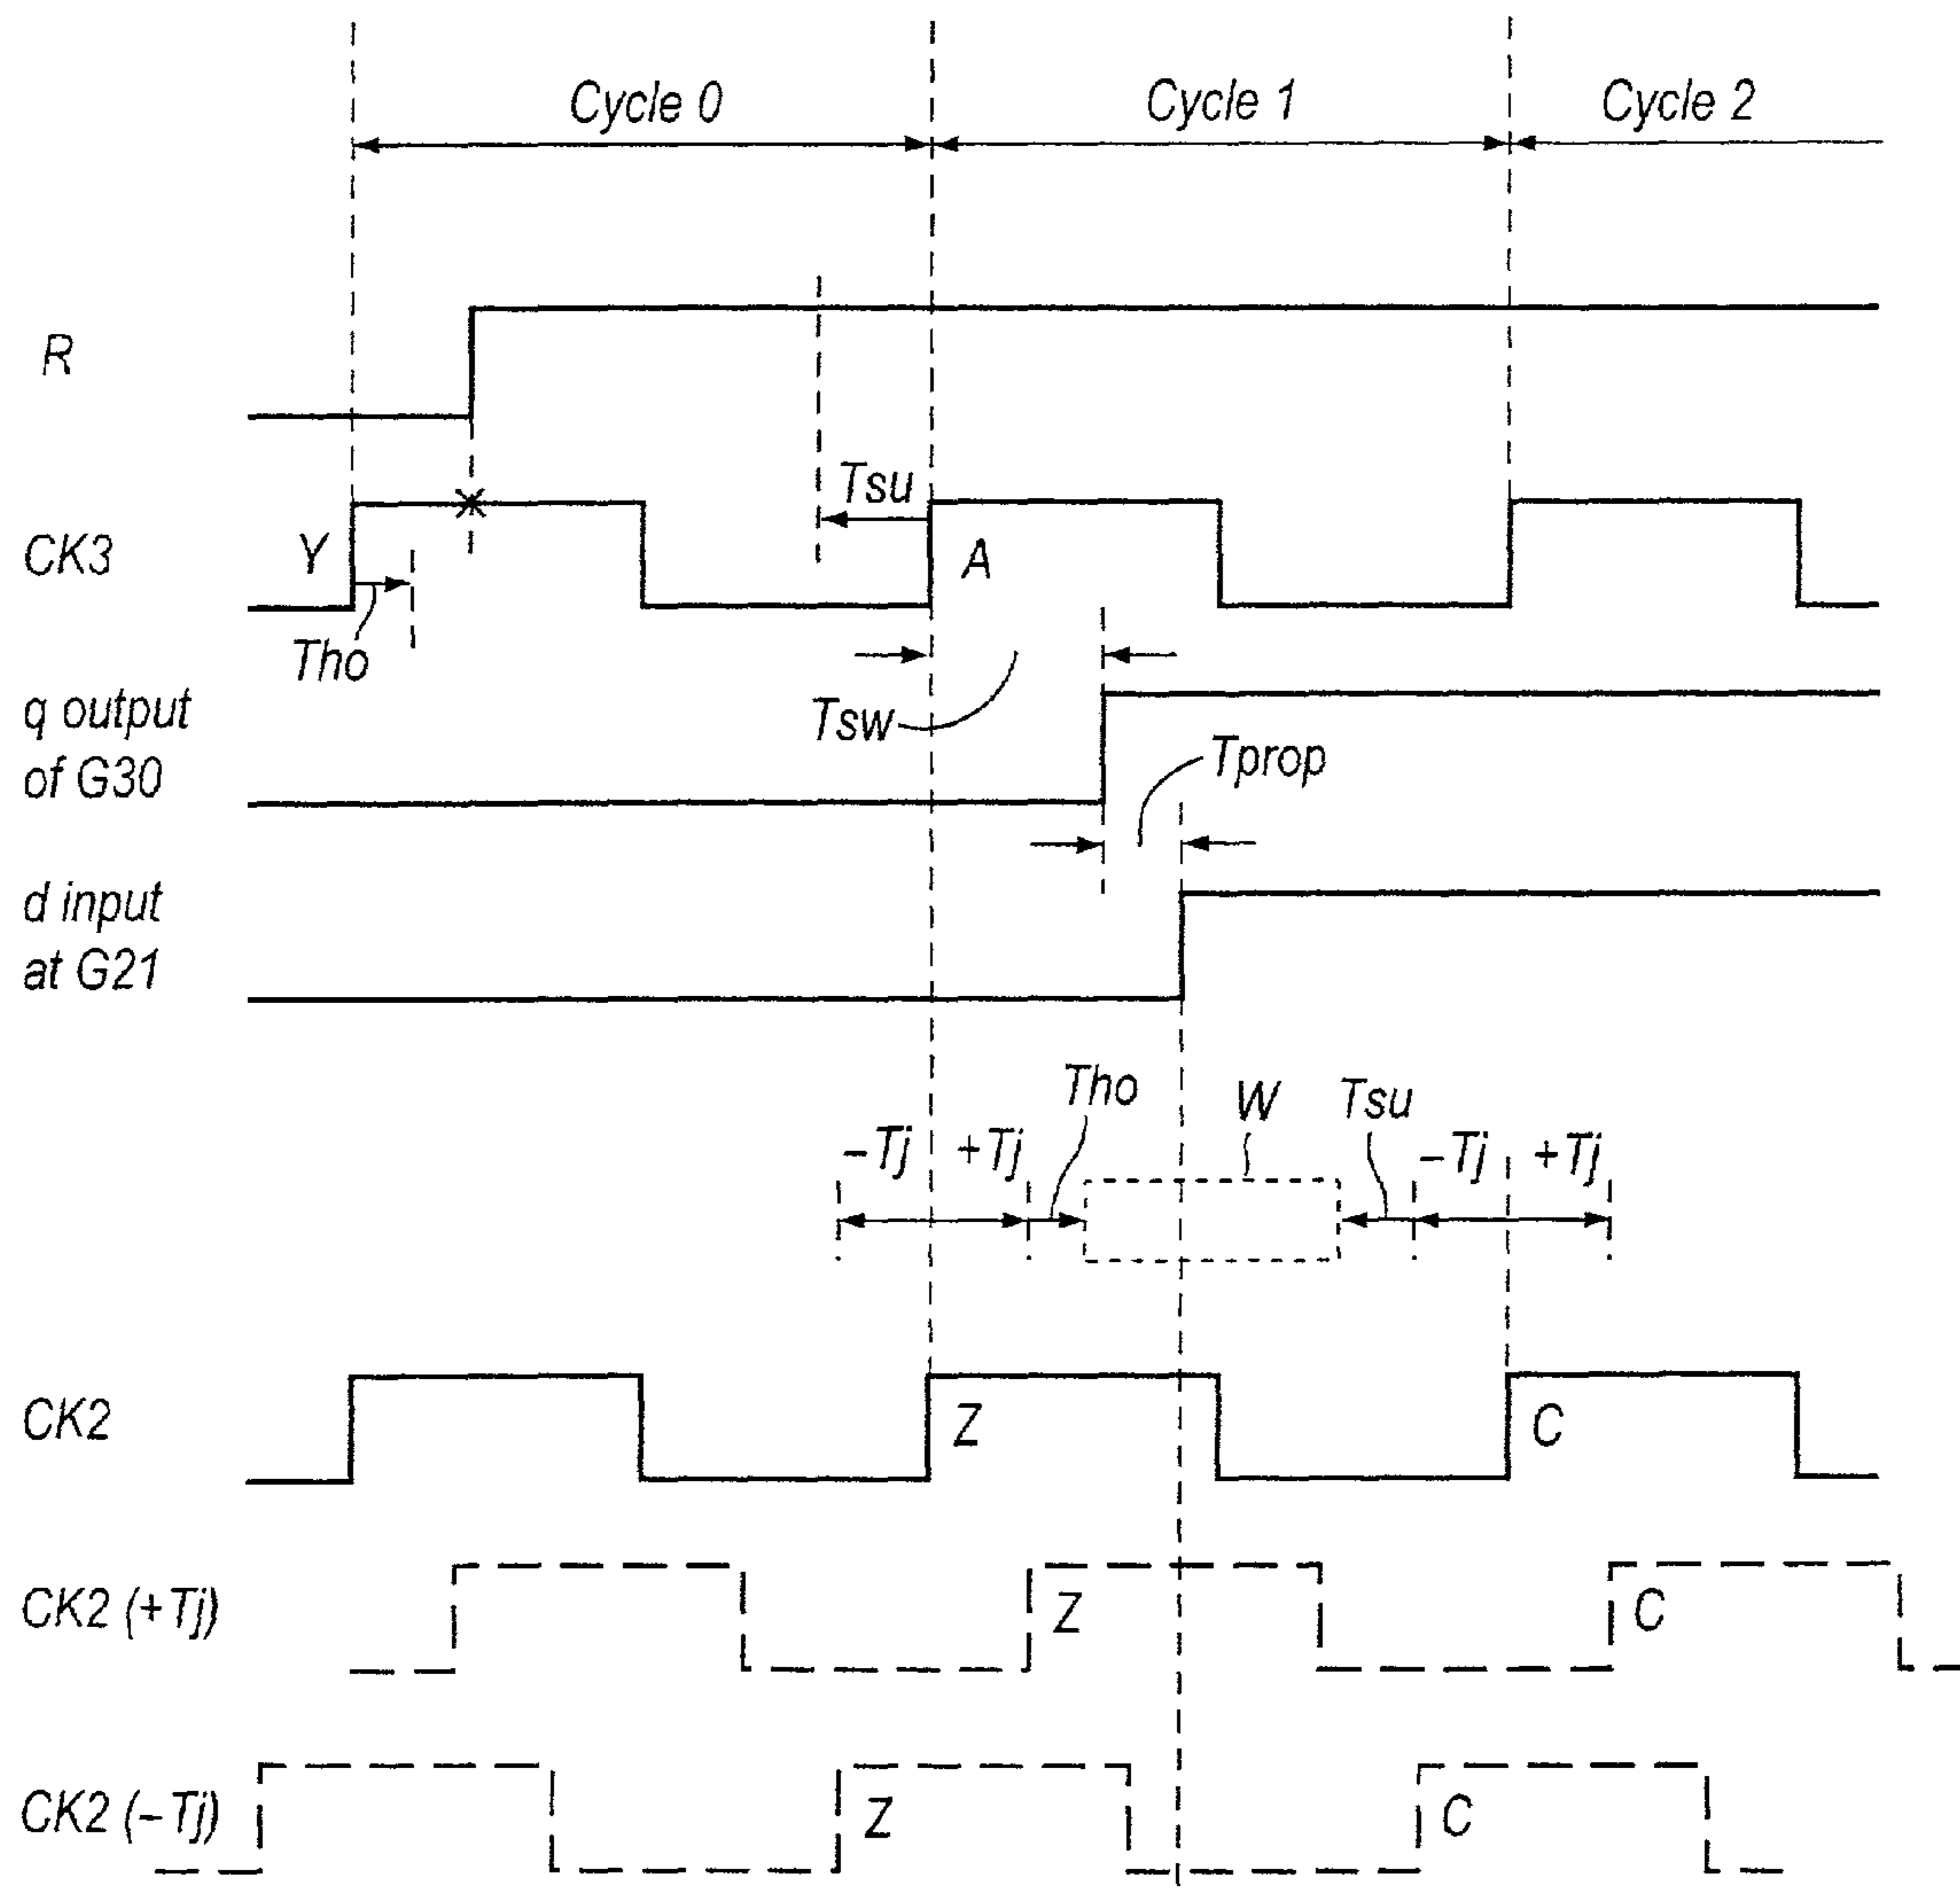 Cycle 0 Cycle 1 Cycle 2
R
Tsu
CK3 Y A
Tho
q output
of G30
Tsw
Tprop
d input
at G21
Tho W Tsu
–Tj +Tj –Tj +Tj
CK2 Z C
CK2 (+Tj) Z C
CK2 (–Tj) Z C